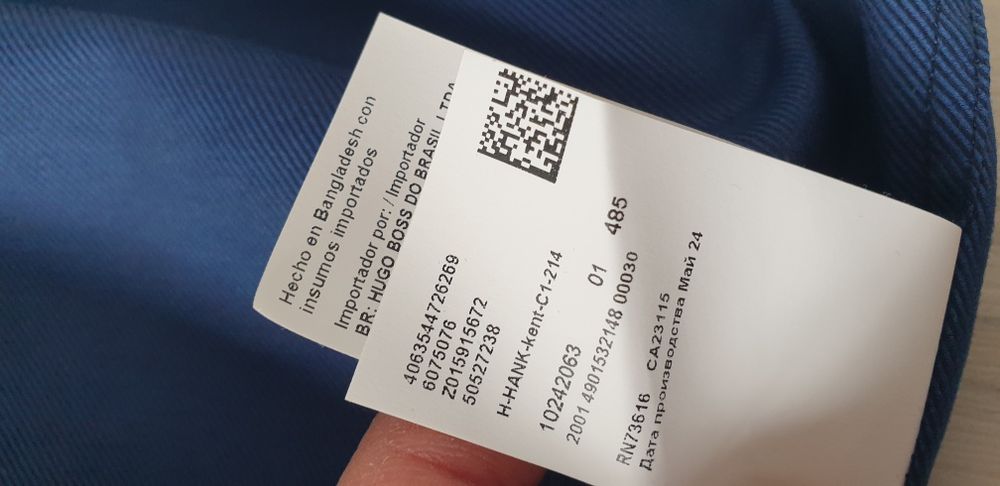 Hecho en Bangladesh con
insumos importados
Importador por: / Importador
BR: HUGO BOSS DO BRASIL LTDA
4063544726269
6075076
Z015915672
50527238
H-HANK-kent-C1-214
10242063 01 485
2001 4901532148 00030
RN73616 CA23115
Дата производства Май 24